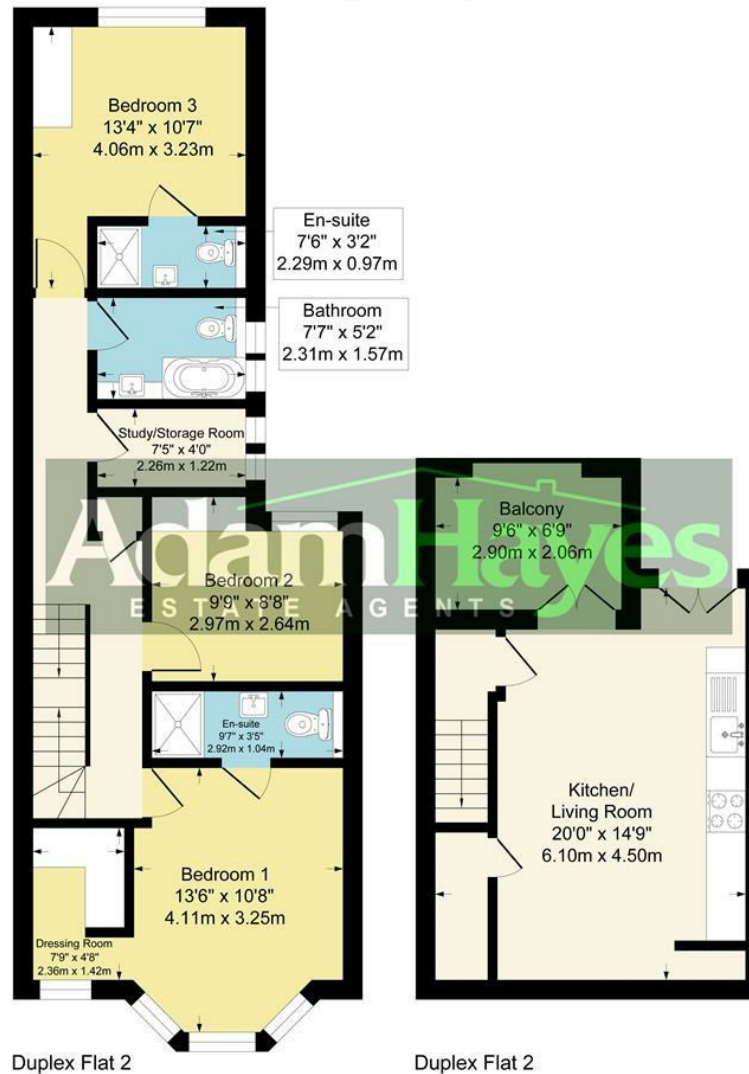 Bedroom 3
13'4" x 10'7"
4.06m x 3.23m
En-suite
7'6" x 3'2"
2.29m x 0.97m
Bathroom
7'7" x 5'2"
2.31m x 1.57m
Study/Storage Room
7'5" x 4'0"
2.26m x 1.22m
AdamHayes
ESTATE AGENTS
Balcony
9'6" x 6'9"
2.90m x 2.06m
Bedroom 2
9'9" x 8'8"
2.97m x 2.64m
En-suite
9'7" x 3'5"
2.92m x 1.04m
Kitchen/
Living Room
20'0" x 14'9"
6.10m x 4.50m
Bedroom 1
13'6" x 10'8"
4.11m x 3.25m
Dressing Room
7'9" x 4'8"
2.36m x 1.42m
Duplex Flat 2
Duplex Flat 2